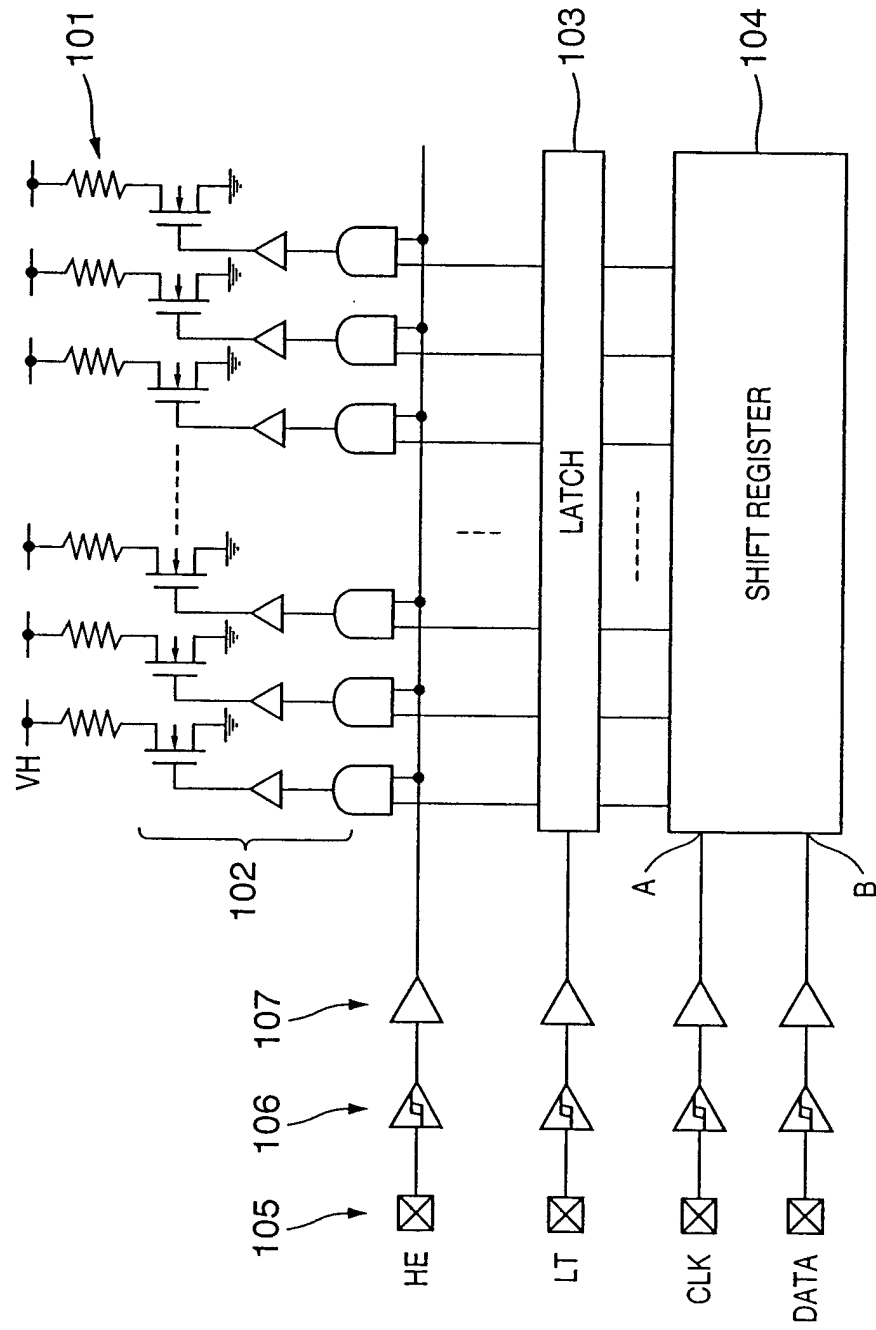 101
VH
102
103
LATCH
104
SHIFT REGISTER
A
B
107
106
105
HE
LT
CLK
DATA